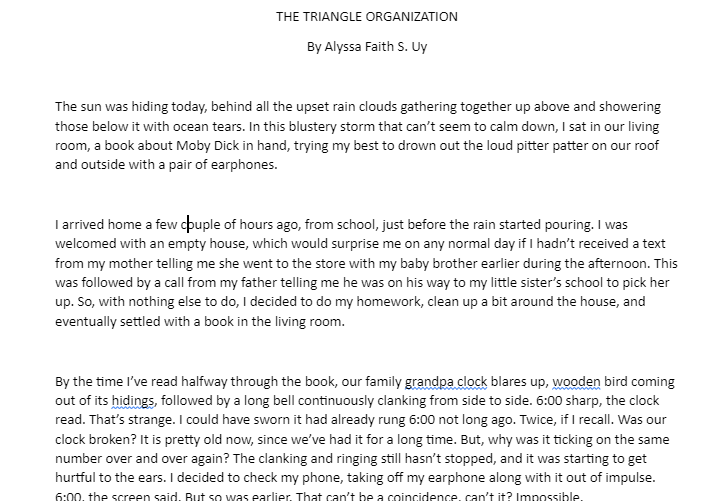 THE TRIANGLE ORGANIZATION
By Alyssa Faith S. Uy
The sun was hiding today, behind all the upset rain clouds gathering together up above and showering
those below it with ocean tears. In this blustery storm that can’t seem to calm down, I sat in our living
room, a book about Moby Dick in hand, trying my best to drown out the loud pitter patter on our roof
and outside with a pair of earphones.
I arrived home a few couple of hours ago, from school, just before the rain started pouring. I was
welcomed with an empty house, which would surprise me on any normal day if I hadn’t received a text
from my mother telling me she went to the store with my baby brother earlier during the afternoon. This
was followed by a call from my father telling me he was on his way to my little sister’s school to pick her
up. So, with nothing else to do, I decided to do my homework, clean up a bit around the house, and
eventually settled with a book in the living room.
By the time I’ve read halfway through the book, our family grandpa clock blares up, wooden bird coming
out of its hidings, followed by a long bell continuously clanking from side to side. 6:00 sharp, the clock
read. That’s strange. I could have sworn it had already rung 6:00 not long ago. Twice, if I recall. Was our
clock broken? It is pretty old now, since we’ve had it for a long time. But, why was it ticking on the same
number over and over again? The clanking and ringing still hasn’t stopped, and it was starting to get
hurtful to the ears. I decided to check my phone, taking off my earphone along with it out of impulse.
6:00, the screen said. But so was earlier. That can’t be a coincidence, can’t it? Impossible.